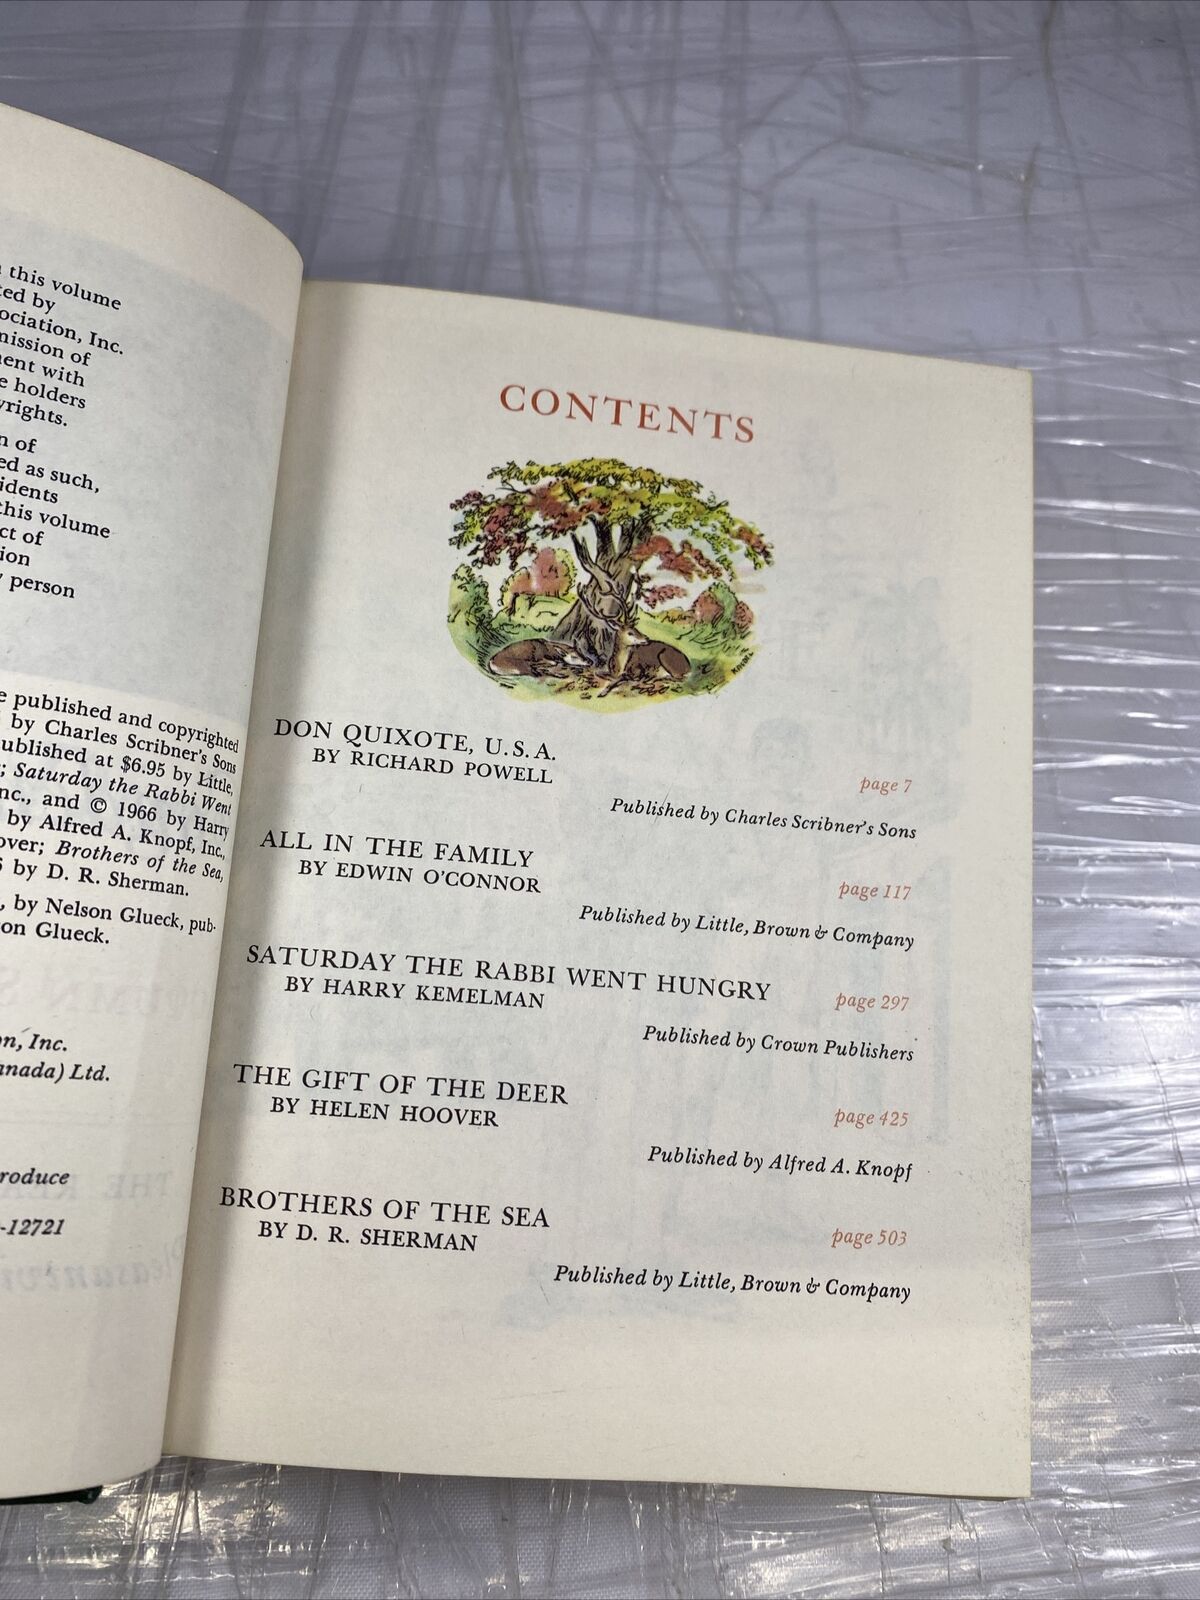 this volume
ted by
ociation, Inc.
mission of
ment with
e holders
yrights.
n of
ed as such,
idents
this volume
ct of
ion
person
e published and copyrighted
by Charles Scribner's Sons
ublished at $6.95 by Little,
; Saturday the Rabbi Went
nc., and © 1966 by Harry
by Alfred A. Knopf, Inc.,
over; Brothers of the Sea,
6 by D. R. Sherman.
, by Nelson Glueck, pub-
on Glueck.
n, Inc.
anada) Ltd.
roduce
-12721
CONTENTS
DON QUIXOTE, U.S.A.
BY RICHARD POWELL
page 7
Published by Charles Scribner's Sons
ALL IN THE FAMILY
BY EDWIN O'CONNOR
page 117
Published by Little, Brown & Company
SATURDAY THE RABBI WENT HUNGRY
BY HARRY KEMELMAN
page 297
Published by Crown Publishers
THE GIFT OF THE DEER
BY HELEN HOOVER
page 425
Published by Alfred A. Knopf
BROTHERS OF THE SEA
BY D. R. SHERMAN
page 503
Published by Little, Brown & Company